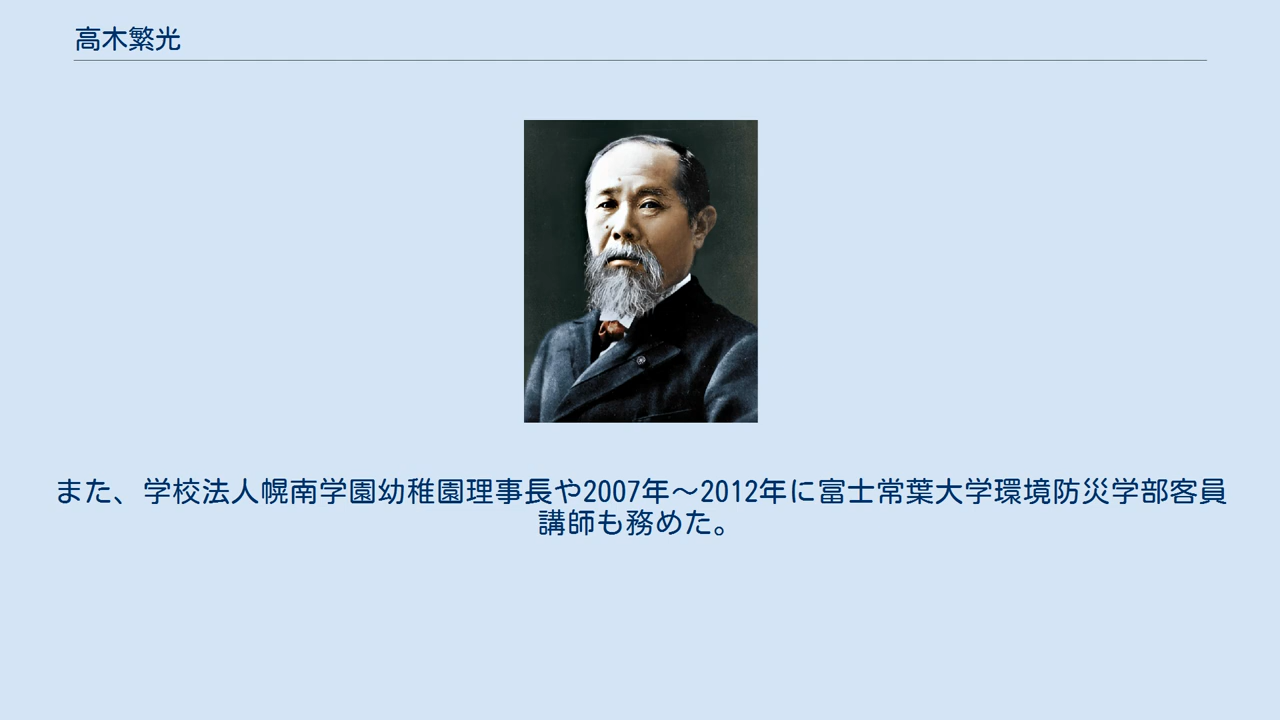 高木繁光
また、学校法人幌南学園幼稚園理事長や2007年～2012年に富士常葉大学環境防災学部客員
講師も務めた。